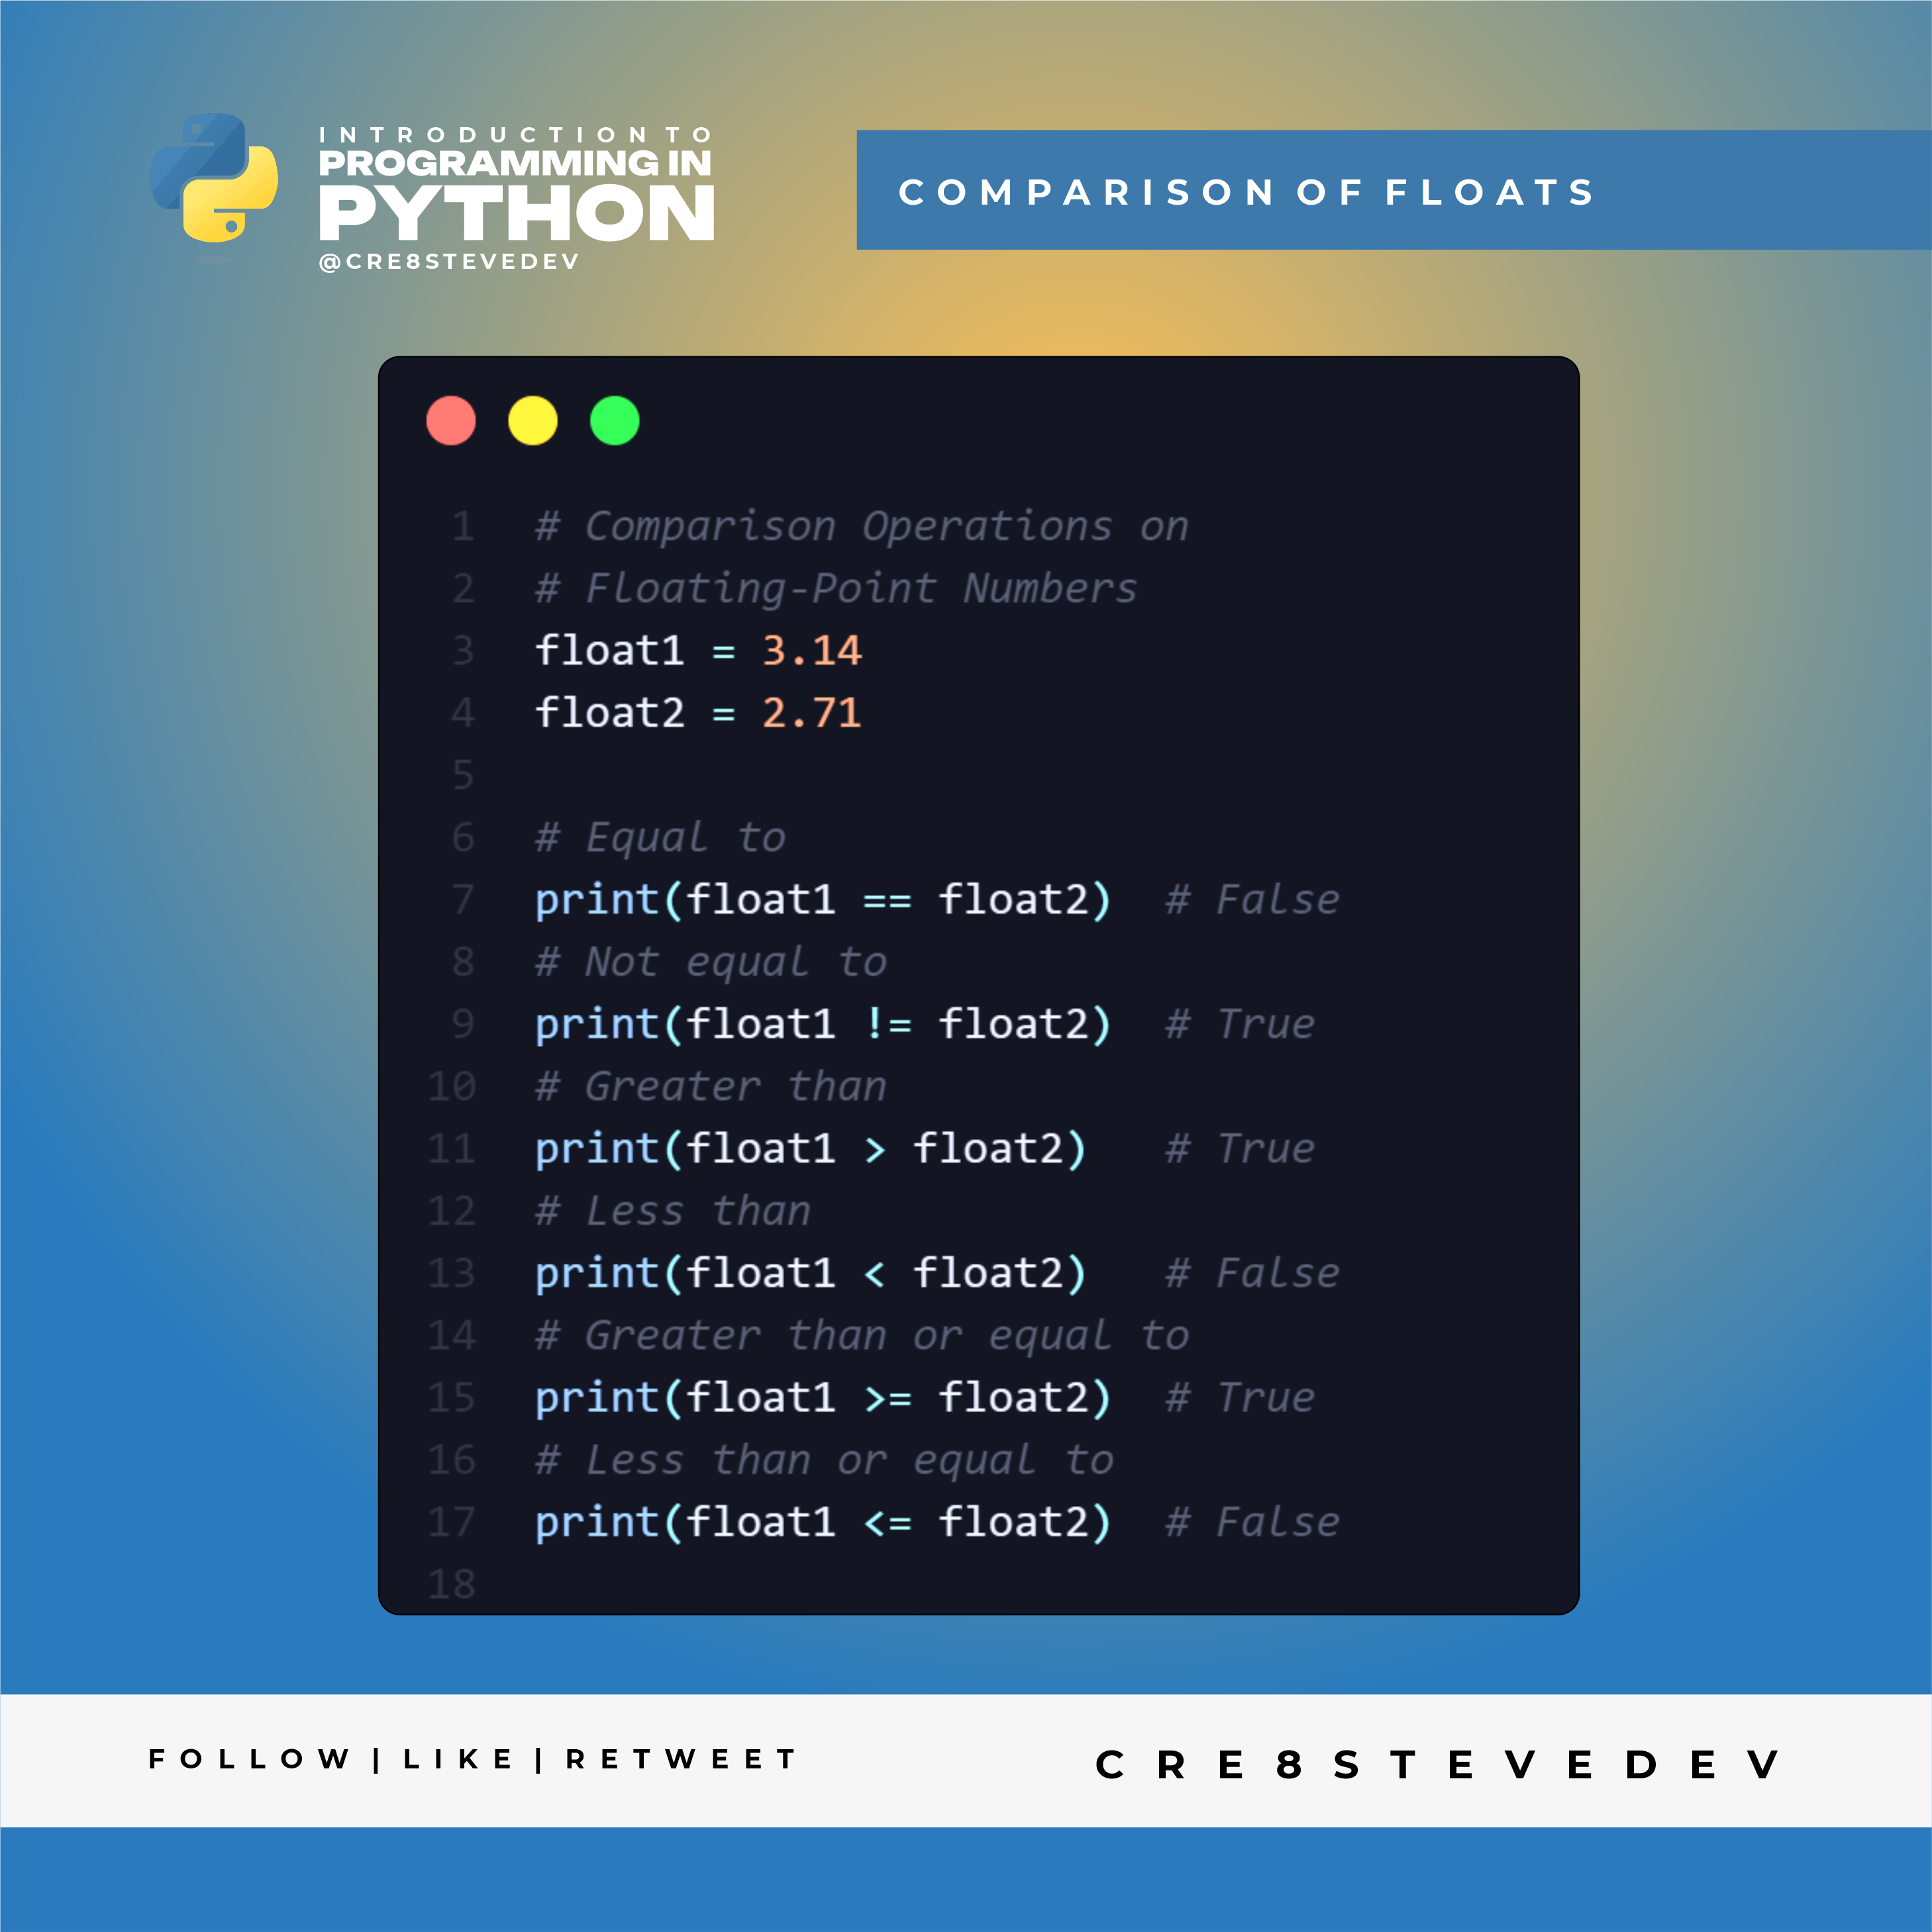 INTRODUCTION TO
PROGRAMMING IN
PYTHON
@CRE8STEVEDEV
COMPARISON OF FLOATS
1 # Comparison Operations on
2 # Floating-Point Numbers
3 float1 = 3.14
4 float2 = 2.71
5
6 # Equal to
7 print(float1 == float2)  # False
8 # Not equal to
9 print(float1 != float2)  # True
10 # Greater than
11 print(float1 > float2)   # True
12 # Less than
13 print(float1 < float2)   # False
14 # Greater than or equal to
15 print(float1 >= float2)  # True
16 # Less than or equal to
17 print(float1 <= float2)  # False
18
FOLLOW | LIKE | RETWEET
CRE8STEVEDEV